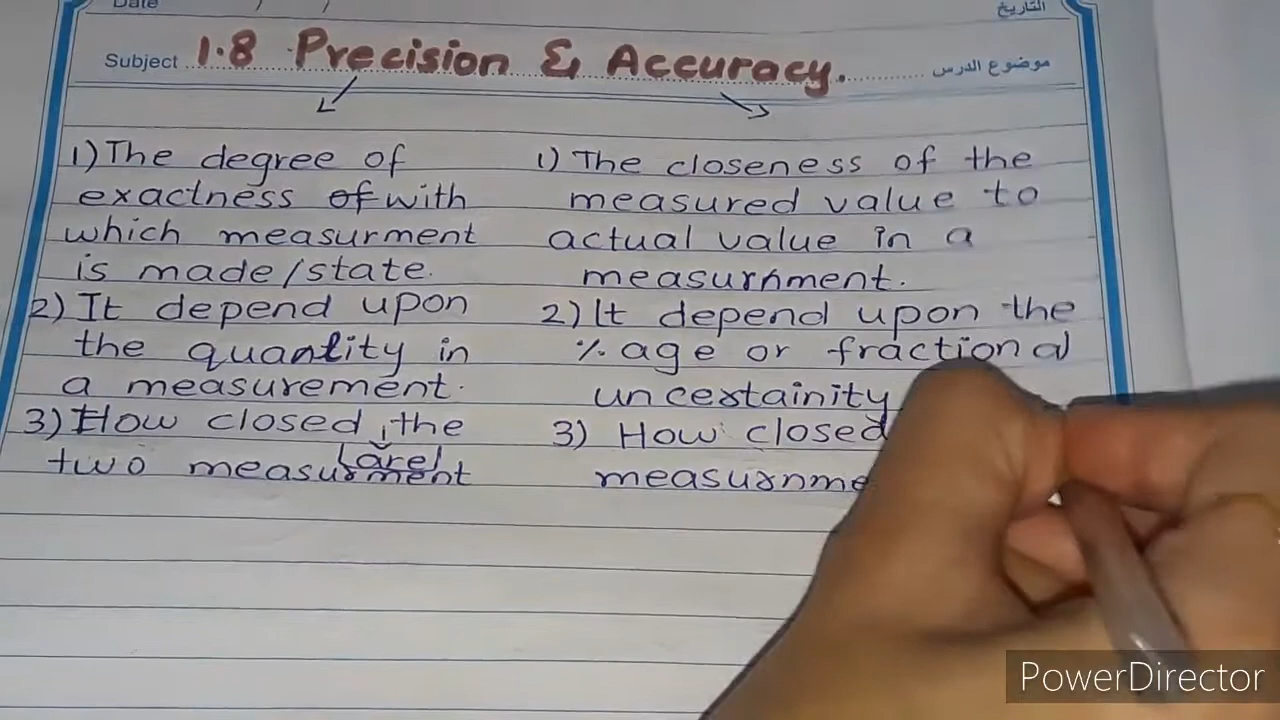 Date / / التاريخ
Subject 1.8 Precision & Accuracy. موضوع الدرس
1) The degree of
exactness of with
which measurment
is made/state.
2) It depend upon
the quantity in
a measurement.
3) How closed, the
(are)
two measurment
1) The closeness of the
measured value to
actual value in a
measurnment.
2) It depend upon the
%age or fractional
uncertainity
3) How closed
measurnme
PowerDirector